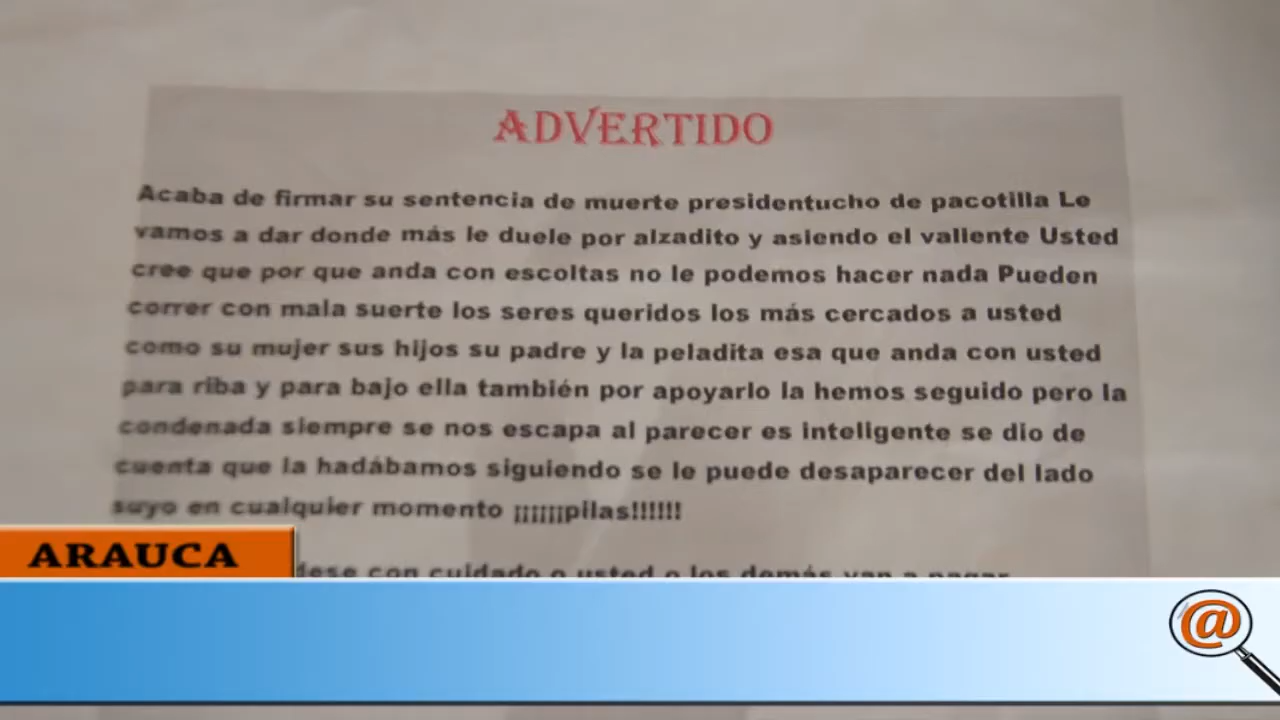 ADVERTIDO
Acaba de firmar su sentencia de muerte presidentucho de pacotilla Le
vamos a dar donde más le duele por alzadito y asiendo el valiente Usted
cree que por que anda con escoltas no le podemos hacer nada Pueden
correr con mala suerte los seres queridos los más cercados a usted
como su mujer sus hijos su padre y la peladita esa que anda con usted
para riba y para bajo ella también por apoyarlo la hemos seguido pero la
condenada siempre se nos escapa al parecer es inteligente se dio de
cuenta que la hadábamos siguiendo se le puede desaparecer del lado
suyo en cualquier momento ¡¡¡¡¡¡pilas!!!!!!
con cuidado o usted o los demás van a pagar
ARAUCA
@